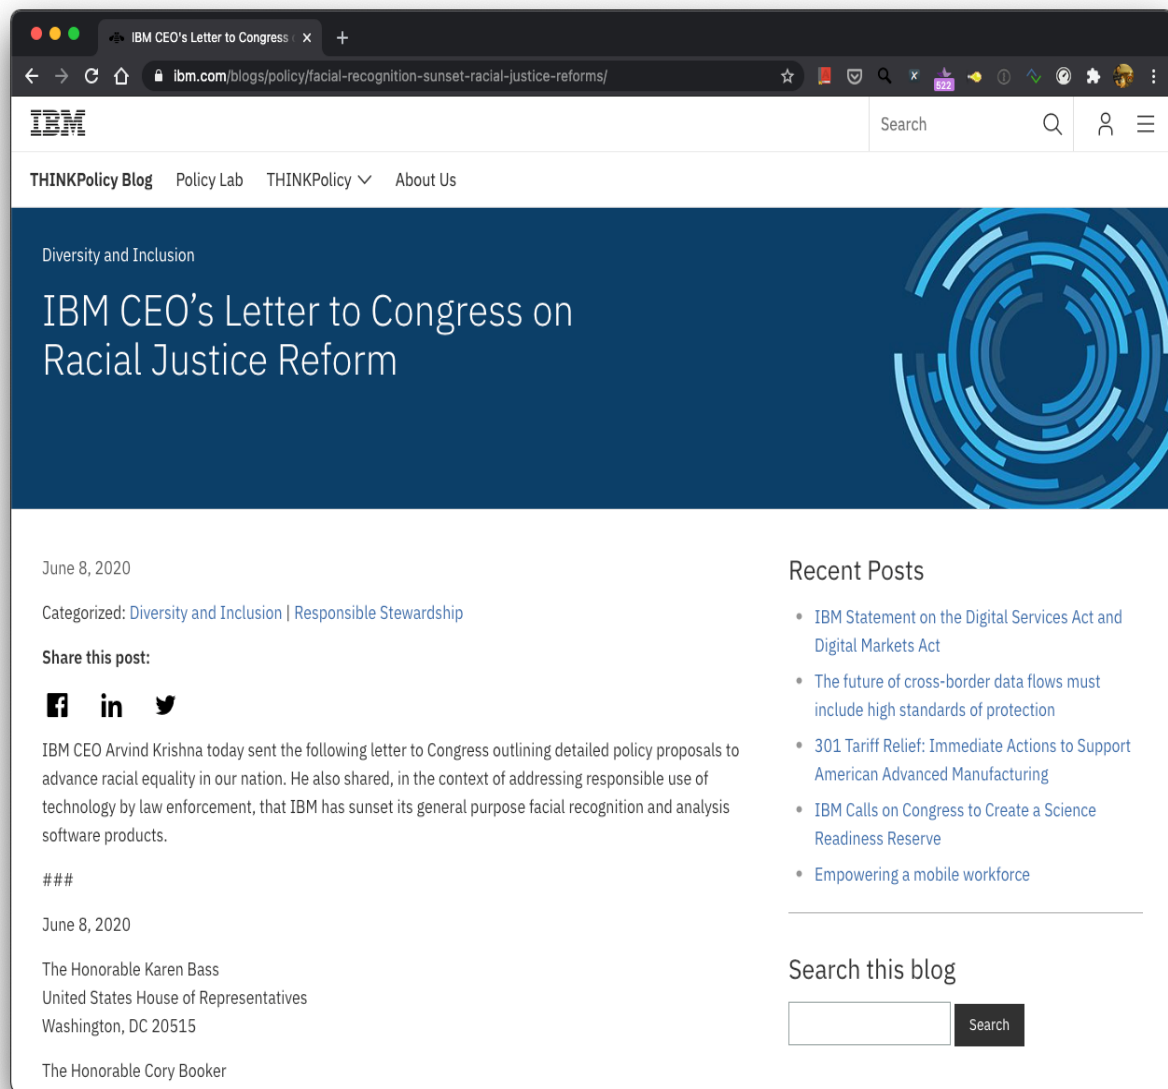 IBM CEO's Letter to Congress
ibm.com/blogs/policy/facial-recognition-sunset-racial-justice-reforms/
522
IBM
Search
THINKPolicy Blog
Policy Lab
THINKPolicy
About Us
Diversity and Inclusion
IBM CEO’s Letter to Congress on
Racial Justice Reform
June 8, 2020
Categorized: Diversity and Inclusion | Responsible Stewardship
Share this post:
IBM CEO Arvind Krishna today sent the following letter to Congress outlining detailed policy proposals to
advance racial equality in our nation. He also shared, in the context of addressing responsible use of
technology by law enforcement, that IBM has sunset its general purpose facial recognition and analysis
software products.
###
June 8, 2020
The Honorable Karen Bass
United States House of Representatives
Washington, DC 20515
The Honorable Cory Booker
Recent Posts
IBM Statement on the Digital Services Act and
Digital Markets Act
The future of cross-border data flows must
include high standards of protection
301 Tariff Relief: Immediate Actions to Support
American Advanced Manufacturing
IBM Calls on Congress to Create a Science
Readiness Reserve
Empowering a mobile workforce
Search this blog
Search